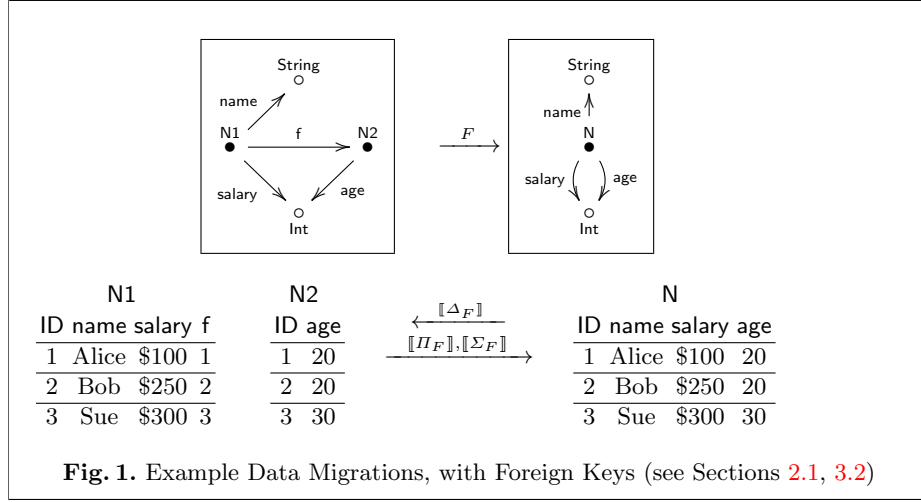 String
name
N1
f
N2
salary
age
Int
F
String
name
N
salary
age
Int
N1
ID name salary f
1 Alice $100 1
2 Bob $250 2
3 Sue $300 3
N2
ID age
1 20
2 20
3 30
⟦Δ_F⟧
⟦Π_F⟧,⟦Σ_F⟧
N
ID name salary age
1 Alice $100 20
2 Bob $250 20
3 Sue $300 30
Fig. 1. Example Data Migrations, with Foreign Keys (see Sections 2.1, 3.2)